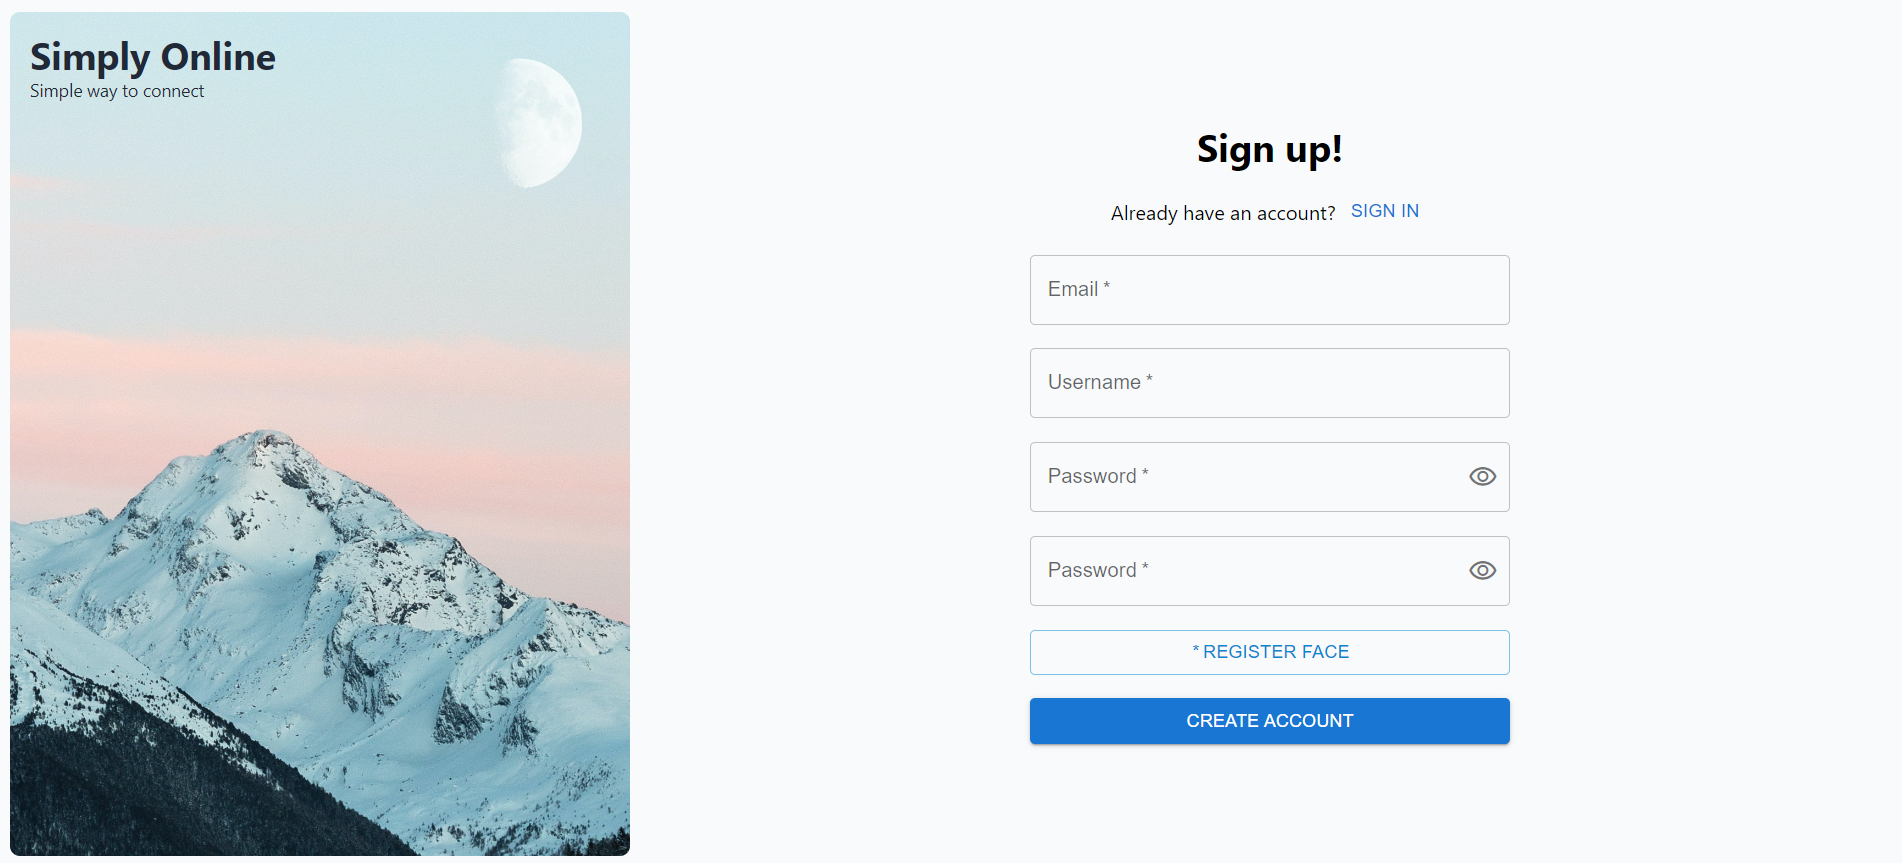 Simply Online
Simple way to connect
Sign up!
Already have an account? SIGN IN
Email *
Username *
Password *
Password *
* REGISTER FACE
CREATE ACCOUNT